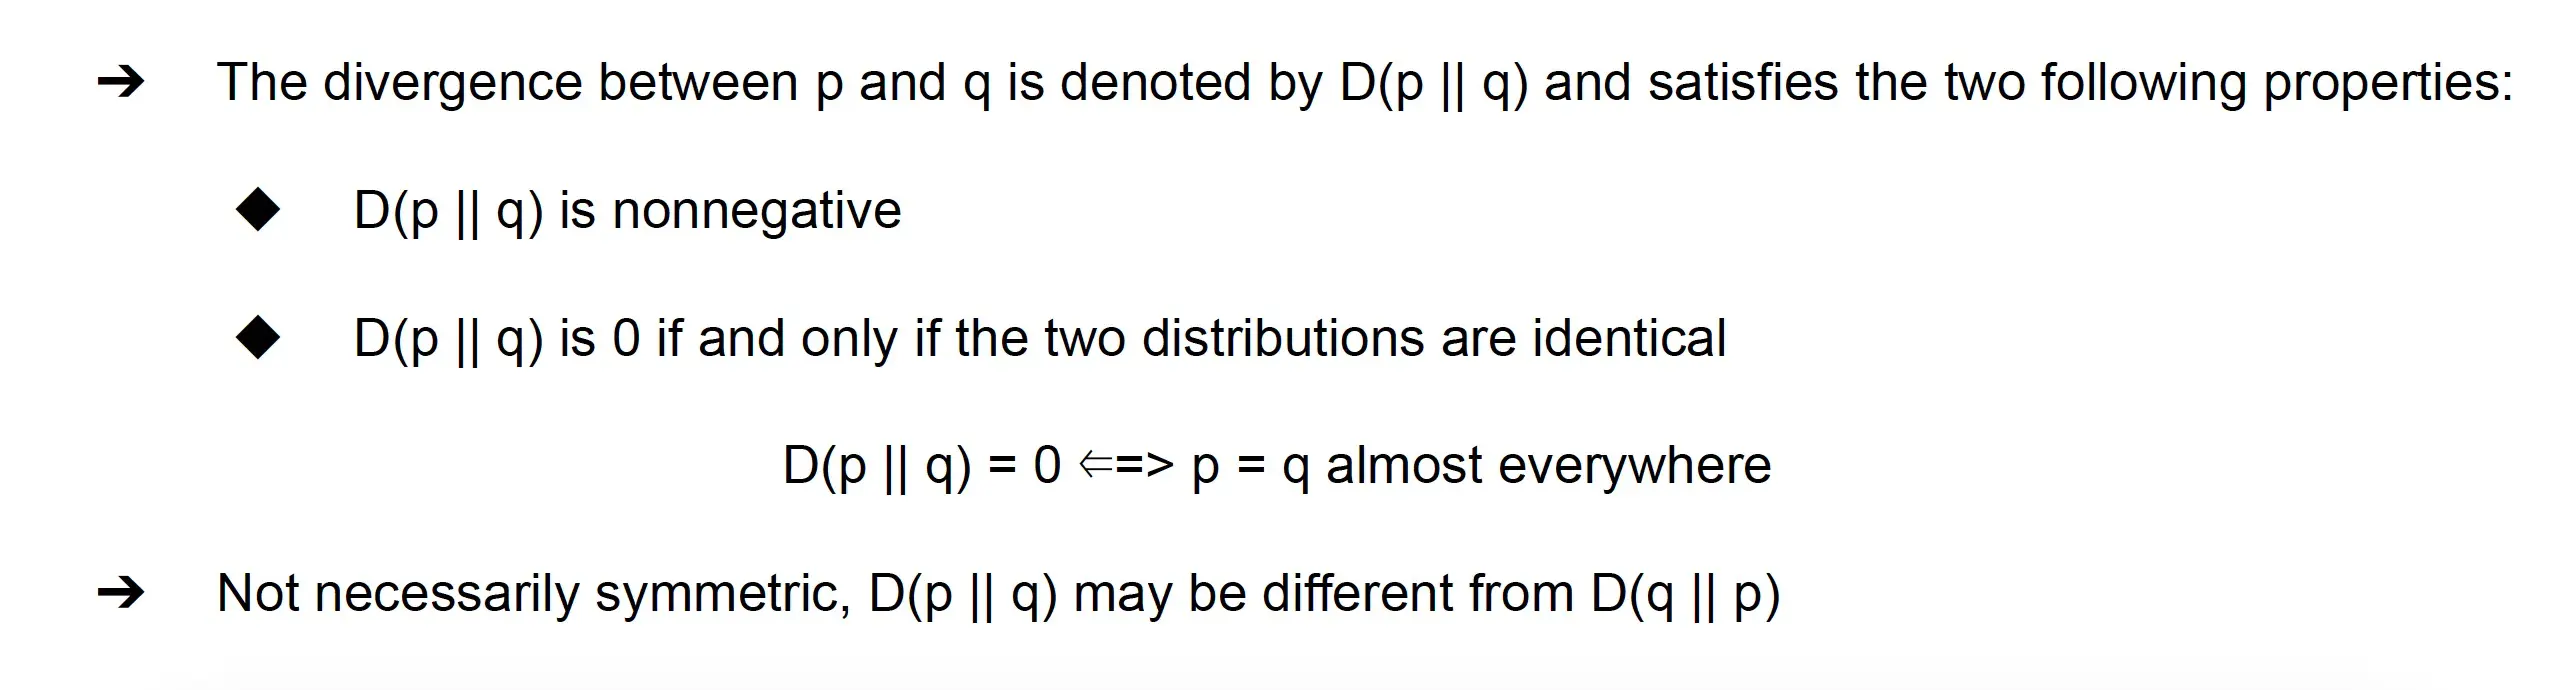 ➔ The divergence between p and q is denoted by D(p || q) and satisfies the two following properties:
◆ D(p || q) is nonnegative
◆ D(p || q) is 0 if and only if the two distributions are identical
D(p || q) = 0 ⇐=> p = q almost everywhere
➔ Not necessarily symmetric, D(p || q) may be different from D(q || p)